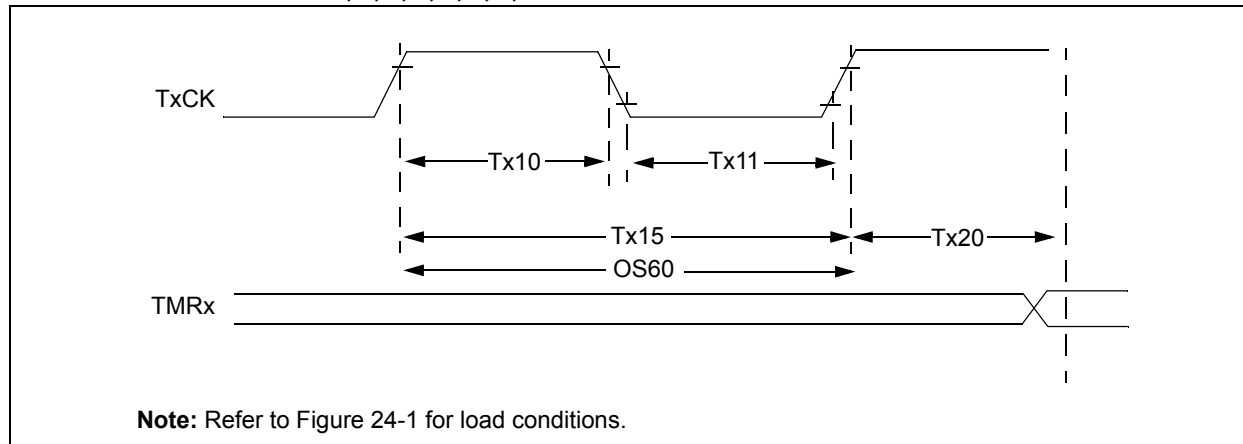 TxCK
Tx10
Tx11
Tx15
Tx20
OS60
TMRx
Note: Refer to Figure 24-1 for load conditions.